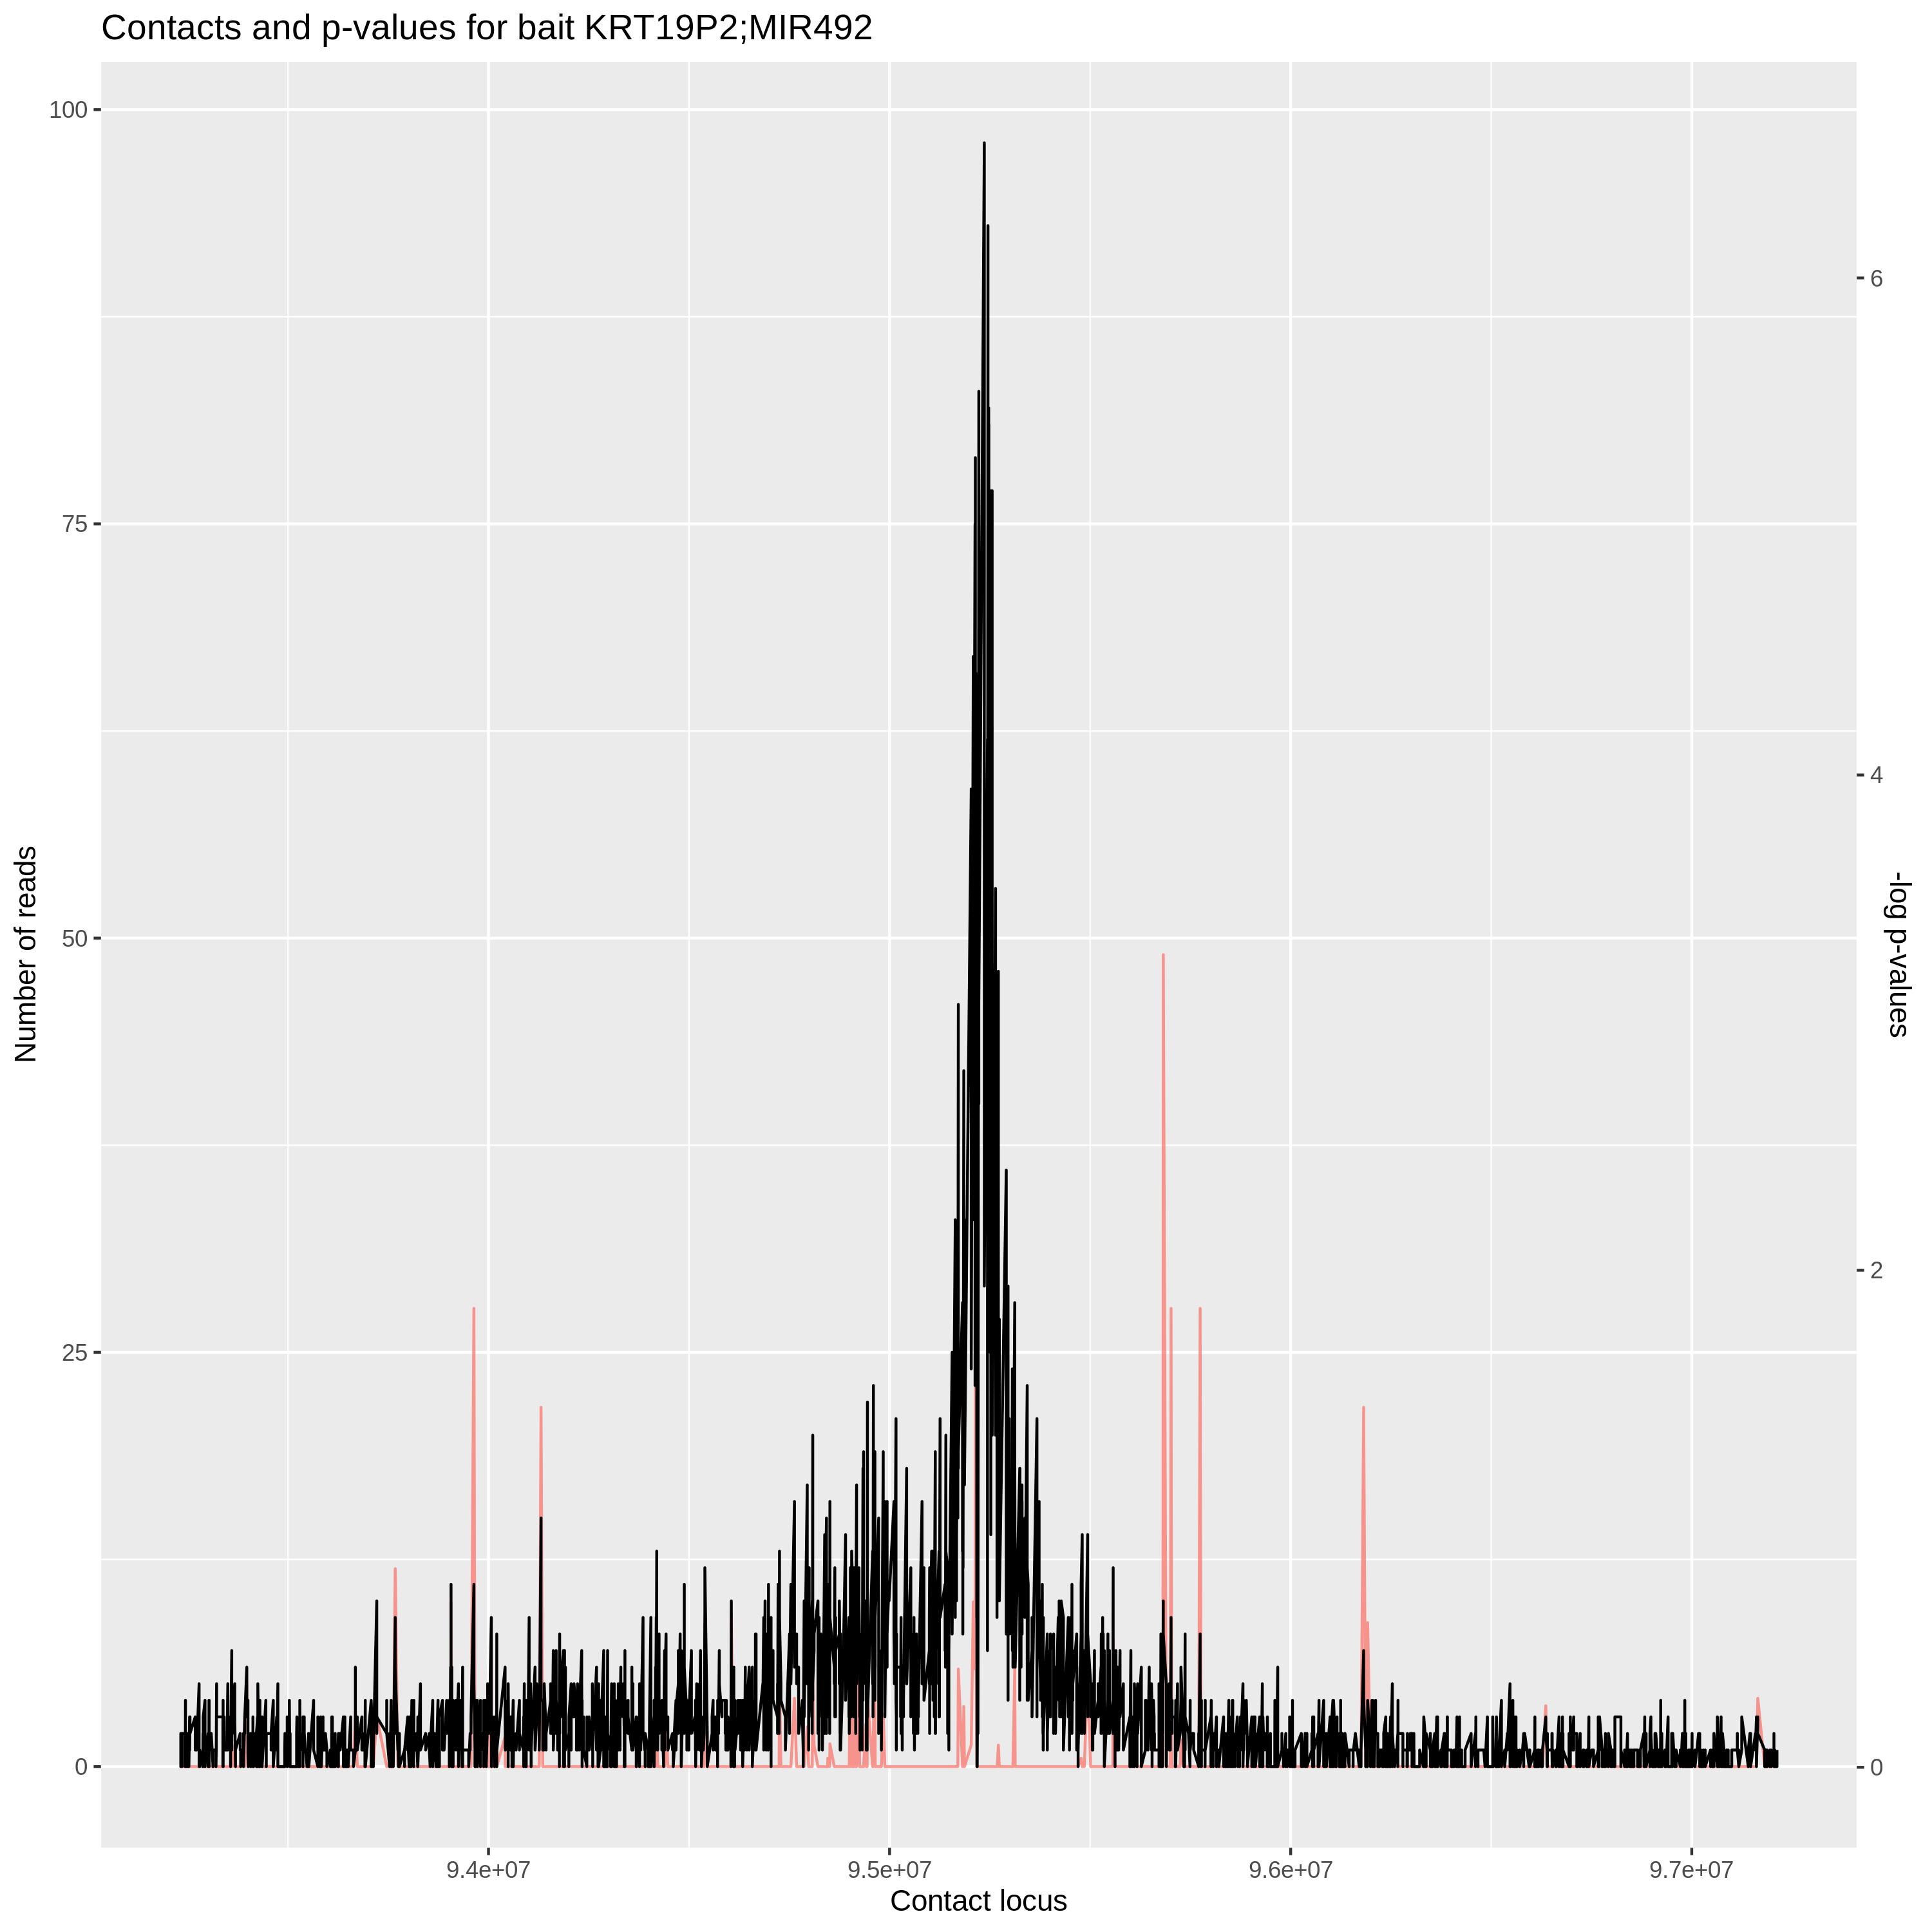 Contacts and p-values for bait KRT19P2;MIR492
100
75
50
25
0
Number of reads
6
4
2
0
-log p-values
9.4e+07
9.5e+07
9.6e+07
9.7e+07
Contact locus